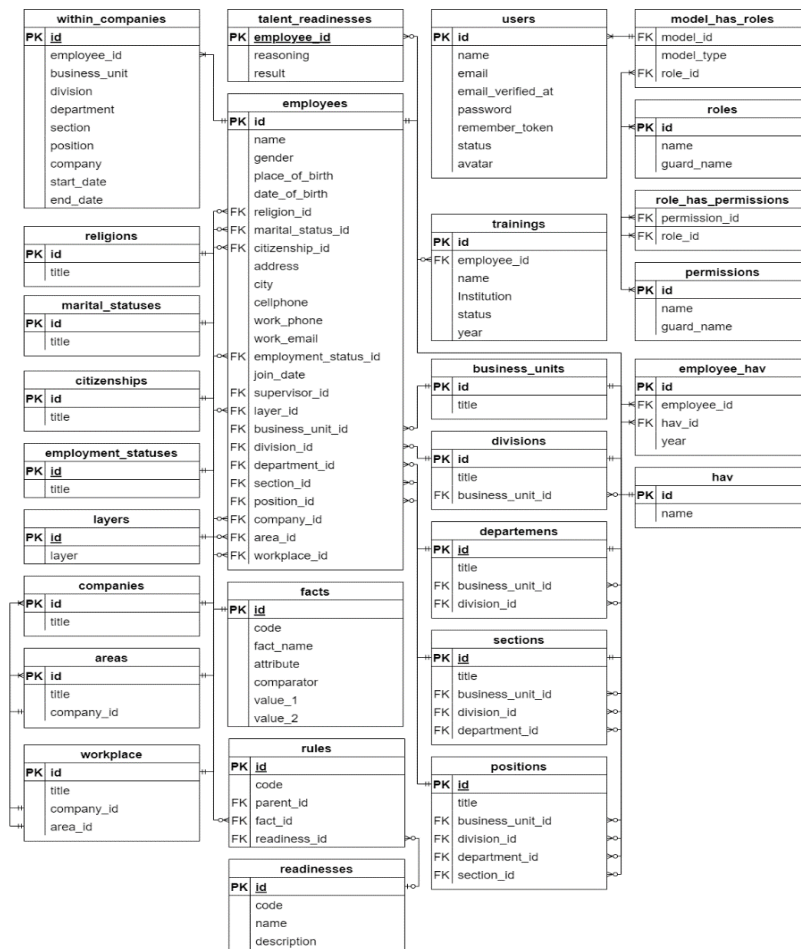 within_companies
PK id
employee_id
business_unit
division
department
section
position
company
start_date
end_date
religions
PK id
title
marital_statuses
PK id
title
citizenships
PK id
title
employment_statuses
PK id
title
layers
PK id
layer
companies
PK id
title
areas
PK id
title
company_id
workplace
PK id
title
company_id
area_id
talent_readinesses
PK employee_id
reasoning
result
employees
PK id
name
gender
place_of_birth
date_of_birth
FK religion_id
FK marital_status_id
FK citizenship_id
address
city
cellphone
work_phone
work_email
FK employment_status_id
join_date
FK supervisor_id
FK layer_id
FK business_unit_id
FK division_id
FK department_id
FK section_id
FK position_id
FK company_id
FK area_id
FK workplace_id
facts
PK id
code
fact_name
attribute
comparator
value_1
value_2
rules
PK id
code
FK parent_id
FK fact_id
FK readiness_id
readinesses
PK id
code
name
description
users
PK id
name
email
email_verified_at
password
remember_token
status
avatar
trainings
PK id
FK employee_id
name
Institution
status
year
business_units
PK id
title
divisions
PK id
title
FK business_unit_id
departemens
PK id
title
FK business_unit_id
FK division_id
sections
PK id
title
FK business_unit_id
FK division_id
FK department_id
positions
PK id
title
FK business_unit_id
FK division_id
FK department_id
FK section_id
model_has_roles
FK model_id
model_type
FK role_id
roles
PK id
name
guard_name
role_has_permissions
FK permission_id
FK role_id
permissions
PK id
name
guard_name
employee_hav
PK id
FK employee_id
FK hav_id
year
hav
PK id
name